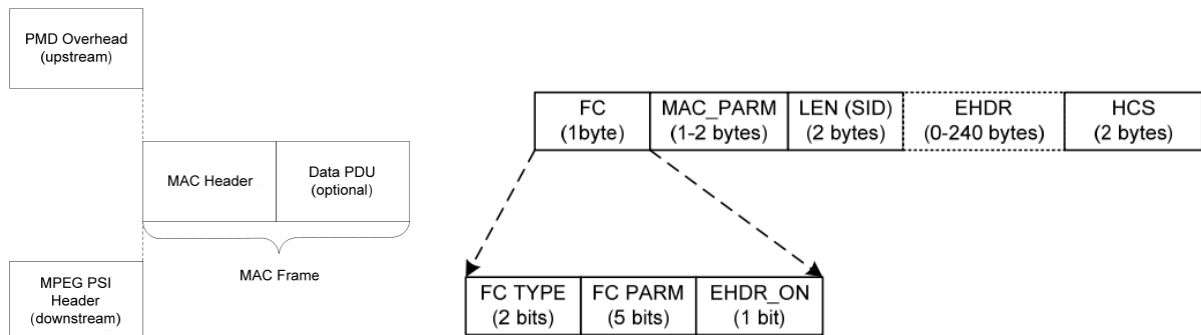 PMD Overhead
(upstream)
MAC Header
Data PDU
(optional)
MAC Frame
MPEG PSI
Header
(downstream)
FC
(1byte)
MAC_PARM
(1-2 bytes)
LEN (SID)
(2 bytes)
EHDR
(0-240 bytes)
HCS
(2 bytes)
FC TYPE
(2 bits)
FC PARM
(5 bits)
EHDR_ON
(1 bit)